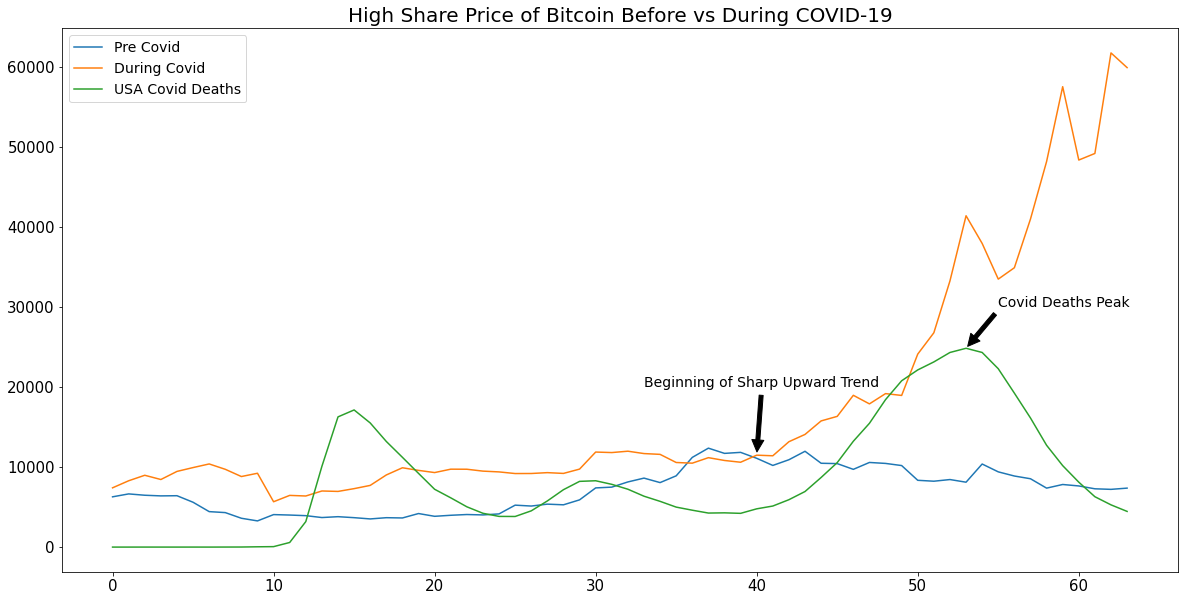 High Share Price of Bitcoin Before vs During COVID-19
Pre Covid
During Covid
USA Covid Deaths
60000
50000
40000
30000
20000
10000
0
Covid Deaths Peak
Beginning of Sharp Upward Trend
0 10 20 30 40 50 60